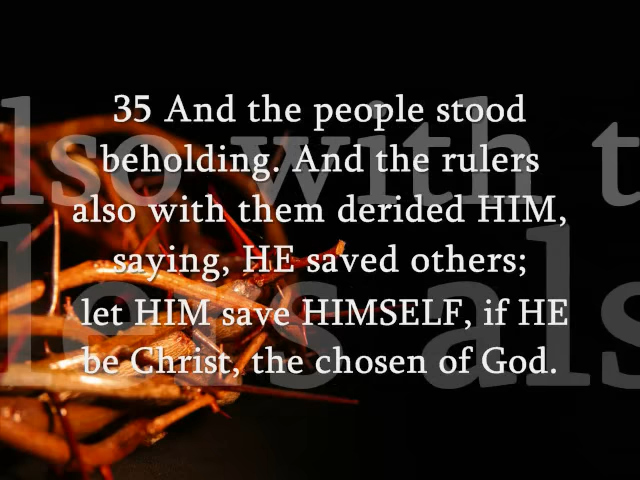 35 And the people stood
beholding. And the rulers
also with them derided HIM,
saying, HE saved others;
let HIM save HIMSELF, if HE
be Christ, the chosen of God.